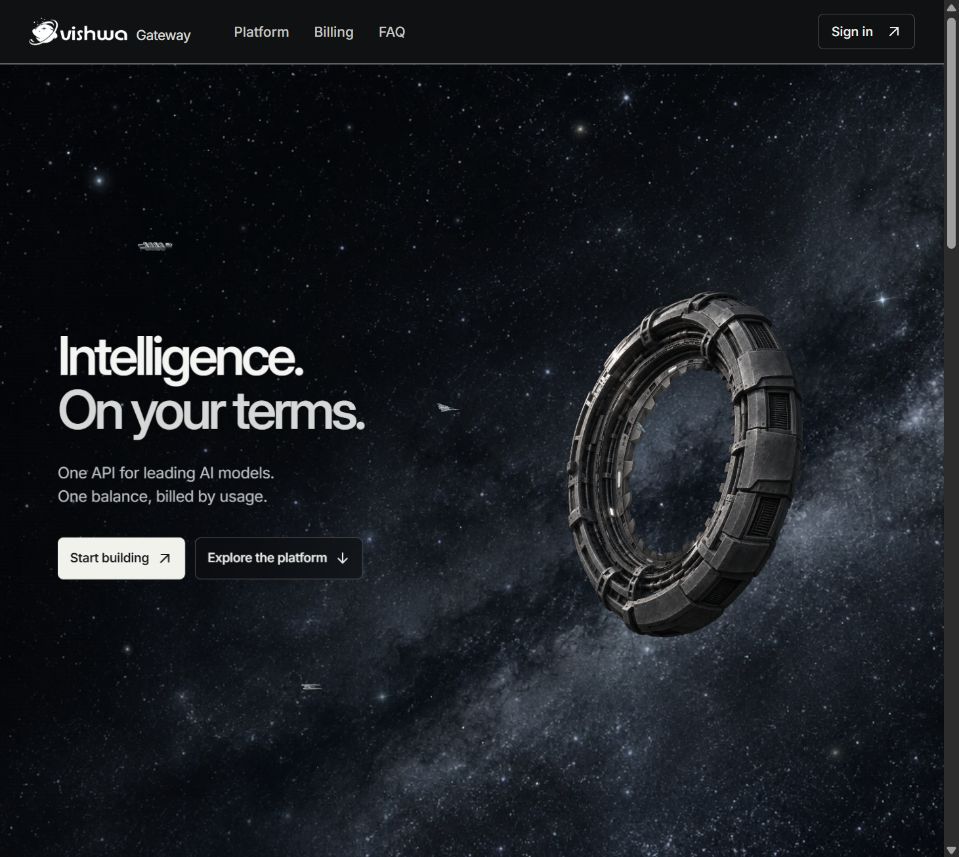 vishwa Gateway
Platform
Billing
FAQ
Sign in
Intelligence.
On your terms.
One API for leading AI models.
One balance, billed by usage.
Start building
Explore the platform